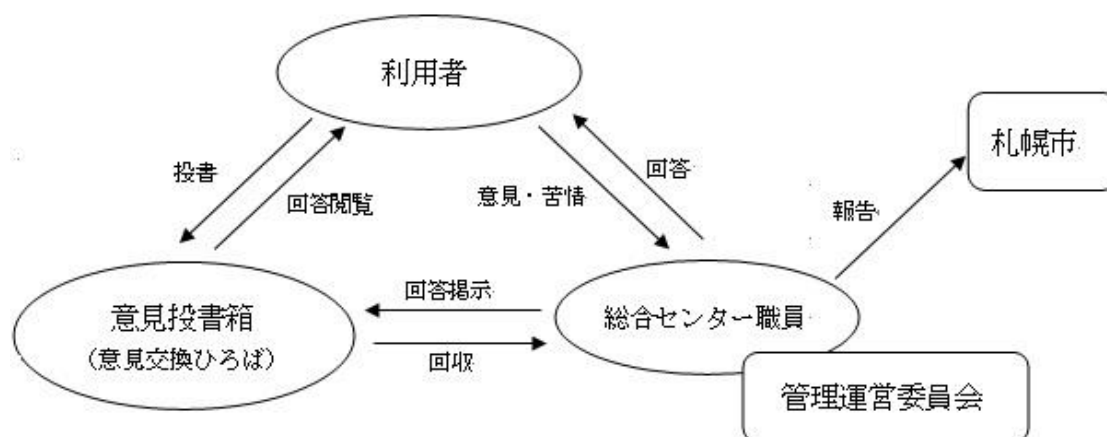 利用者
札幌市
投書
回答閲覧
意見・苦情
回答
報告
意見投書箱
（意見交換ひろば）
回答掲示
回収
総合センター職員
管理運営委員会